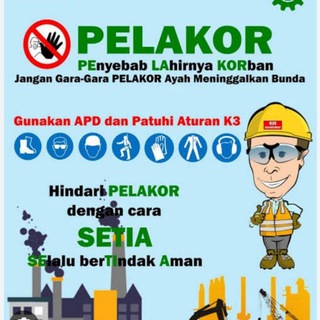 PELAKOR
PEnyebab LAhirnya KORban
Jangan Gara-Gara PELAKOR Ayah Meninggalkan Bunda
Gunakan APD dan Patuhi Aturan K3
Hindari PELAKOR
dengan cara
SETIA
SElalu berTIndak Aman